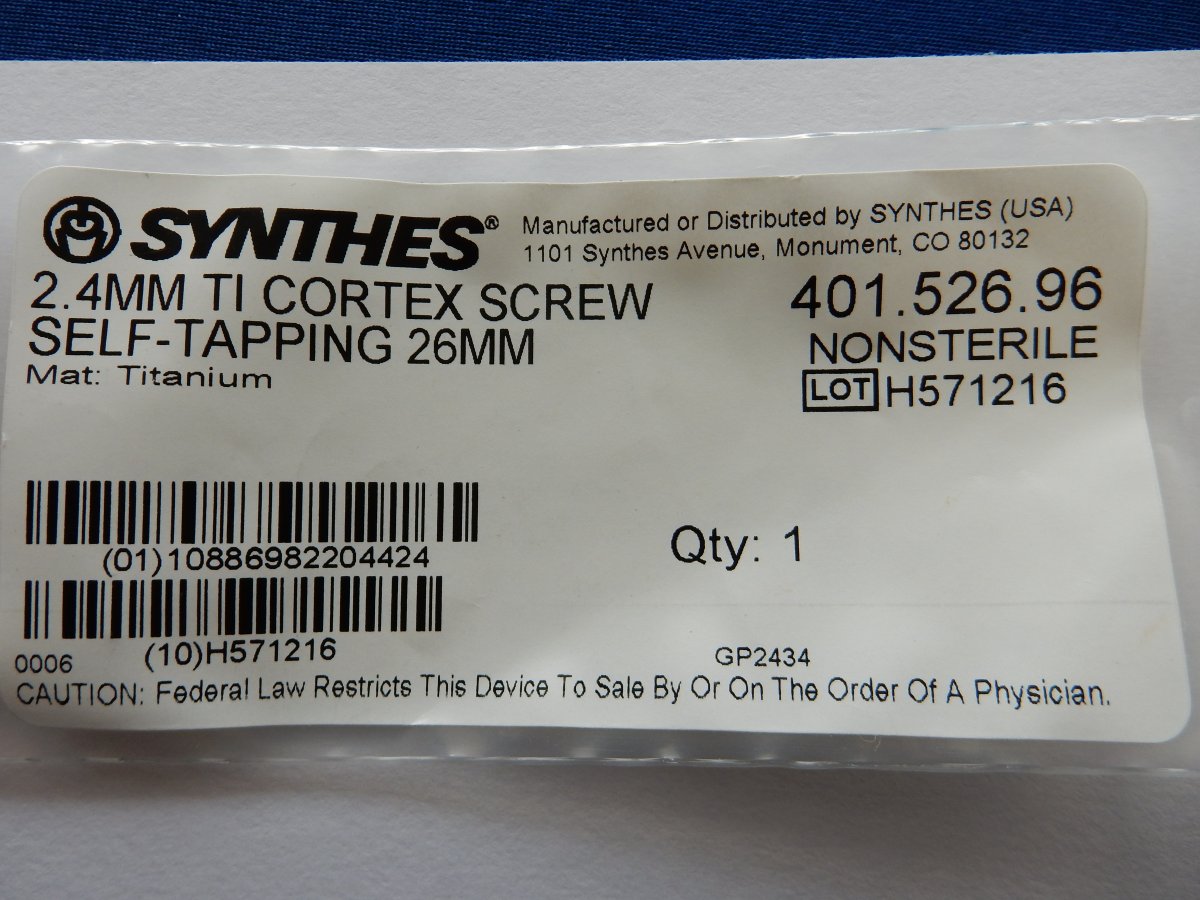 SYNTHES® Manufactured or Distributed by SYNTHES (USA)
1101 Synthes Avenue, Monument, CO 80132
2.4MM TI CORTEX SCREW
SELF-TAPPING 26MM
Mat: Titanium
401.526.96
NONSTERILE
LOT H571216
(01)10886982204424
Qty: 1
(10)H571216
0006
GP2434
CAUTION: Federal Law Restricts This Device To Sale By Or On The Order Of A Physician.